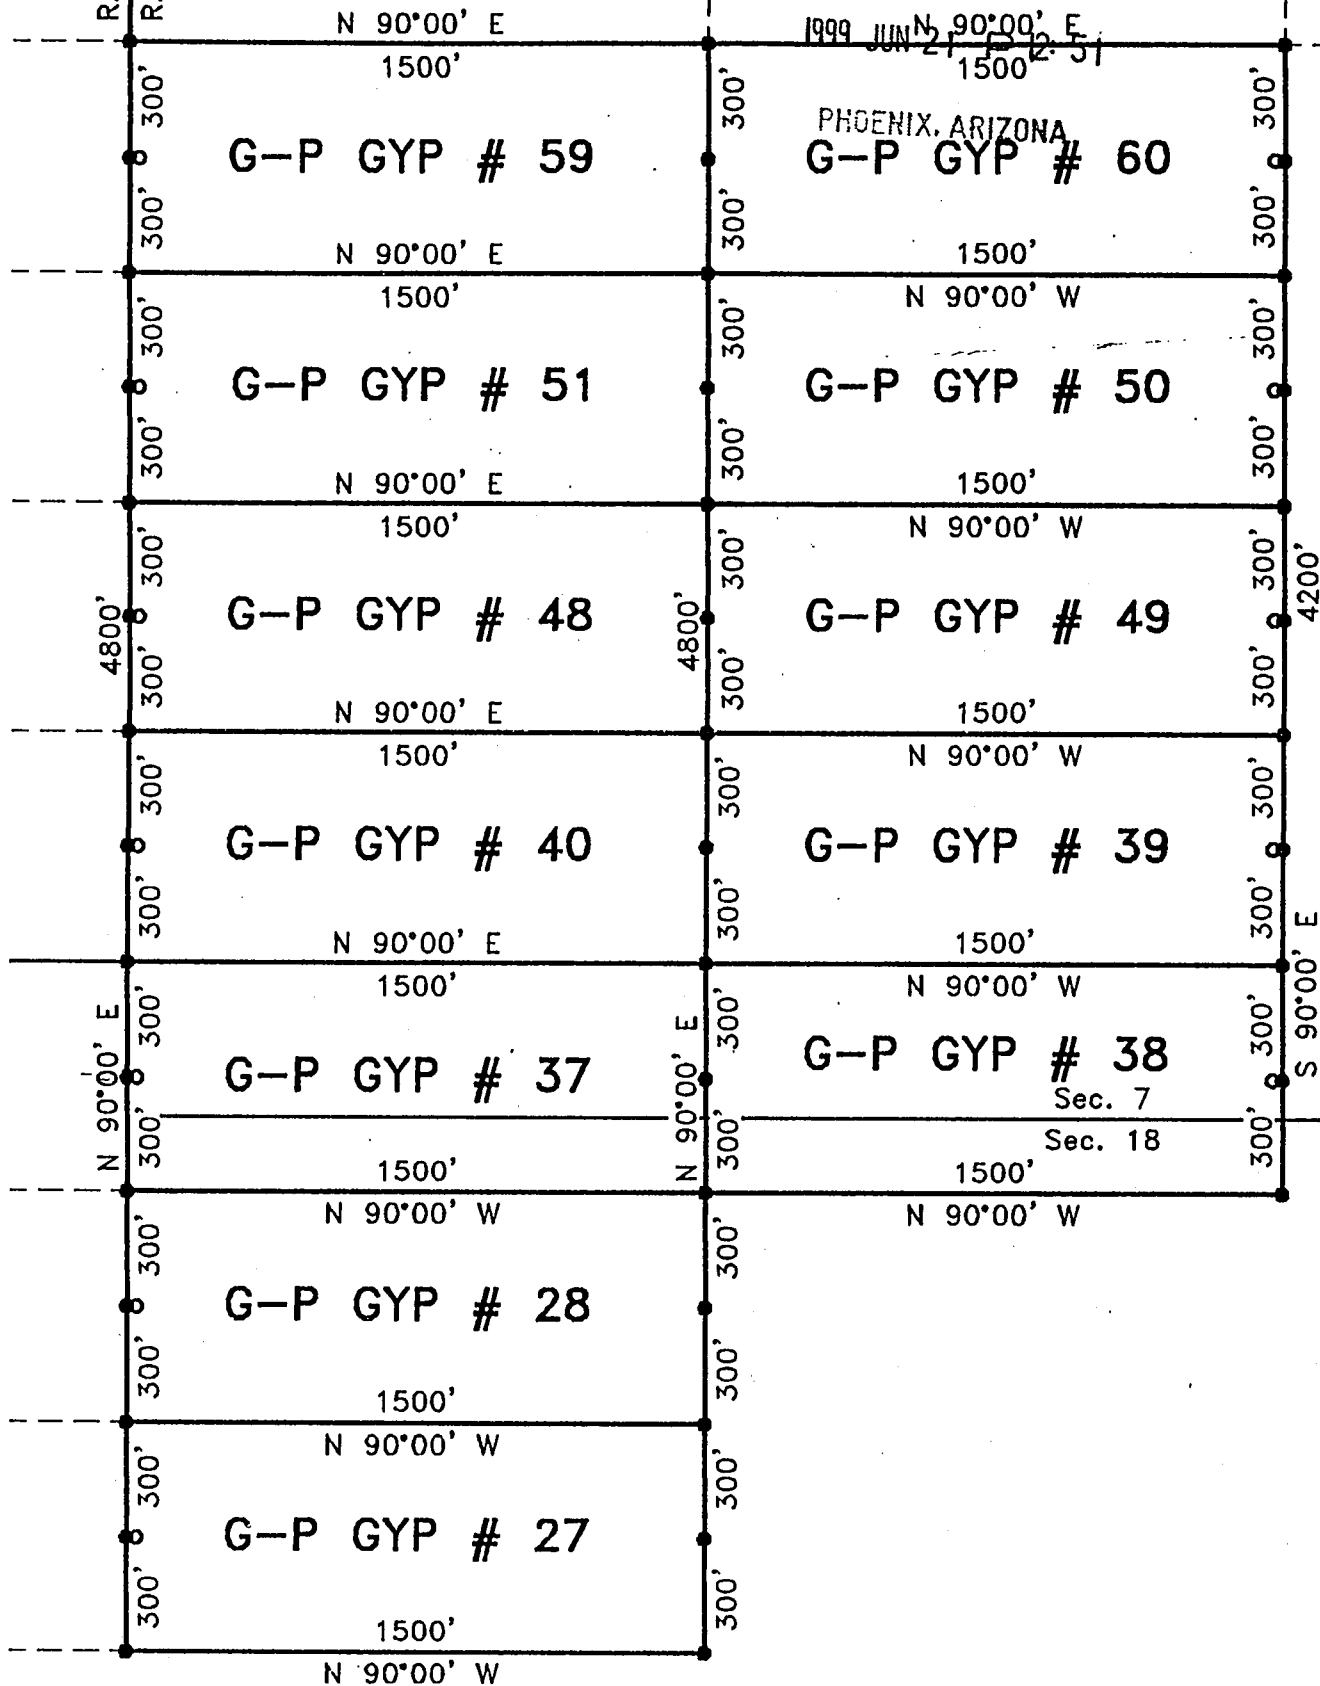 R
R
N 90°00' E
1999 JUN 21 P 12:51
N 90°00' E
1500'
1500'
300'
300'
300'
PHOENIX, ARIZONA
G–P GYP # 59
G–P GYP # 60
300'
300'
300'
N 90°00' E
1500'
1500'
N 90°00' W
300'
300'
300'
G–P GYP # 51
G–P GYP # 50
300'
300'
300'
N 90°00' E
1500'
1500'
N 90°00' W
300'
300'
300'
4200'
G–P GYP # 48
G–P GYP # 49
4800'
4800'
300'
300'
300'
N 90°00' E
1500'
1500'
N 90°00' W
300'
300'
300'
G–P GYP # 40
G–P GYP # 39
300'
300'
300'
N 90°00' E
1500'
1500'
N 90°00' W
S 90°00' E
300'
300'
300'
N 90°00' E
N 90°00' E
G–P GYP # 37
G–P GYP # 38
Sec. 7
Sec. 18
300'
300'
300'
1500'
1500'
N 90°00' W
N 90°00' W
300'
300'
G–P GYP # 28
300'
300'
1500'
N 90°00' W
300'
300'
G–P GYP # 27
300'
300'
1500'
N 90°00' W